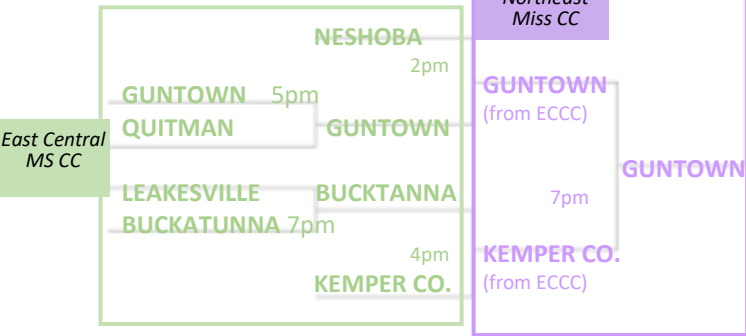 Northeast
Miss CC
NESHOBA
2pm
GUNTOWN 5pm
QUITMAN
GUNTOWN
East Central
MS CC
LEAKESVILLE
BUCKTANNA
BUCKATUNNA 7pm
4pm
KEMPER CO.
GUNTOWN
(from ECCC)
7pm
KEMPER CO.
(from ECCC)
GUNTOWN